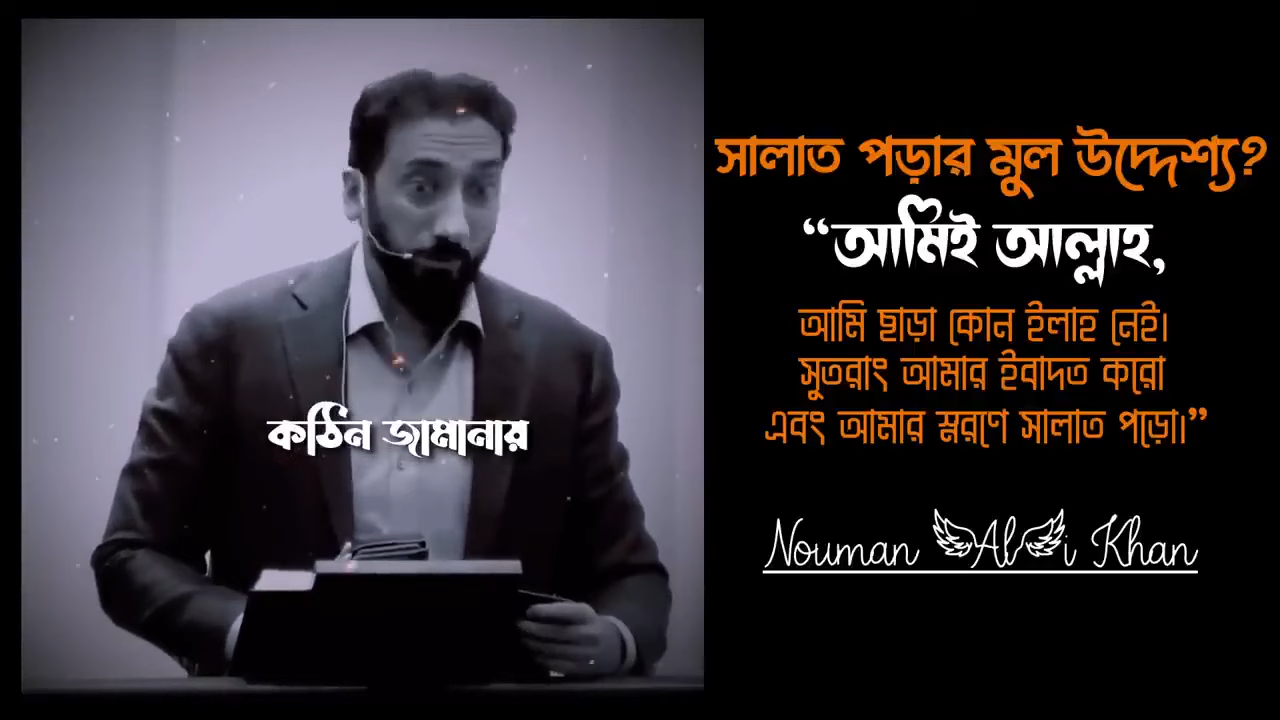 সালাত পড়ার মুল উদ্দেশ্য?
“আমিই আল্লাহ,
আমি ছাড়া কোন ইলাহ নেই।
সুতরাং আমার ইবাদত করো
এবং আমার স্মরণে সালাত পড়ো।”
কঠিন জামানার
Nouman Ali Khan